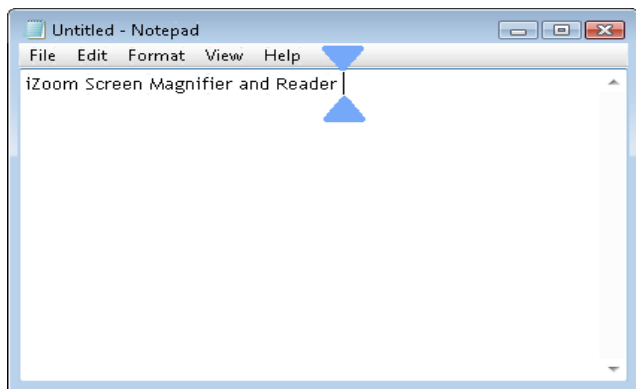 Untitled - Notepad
File Edit Format View Help
iZoom Screen Magnifier and Reader